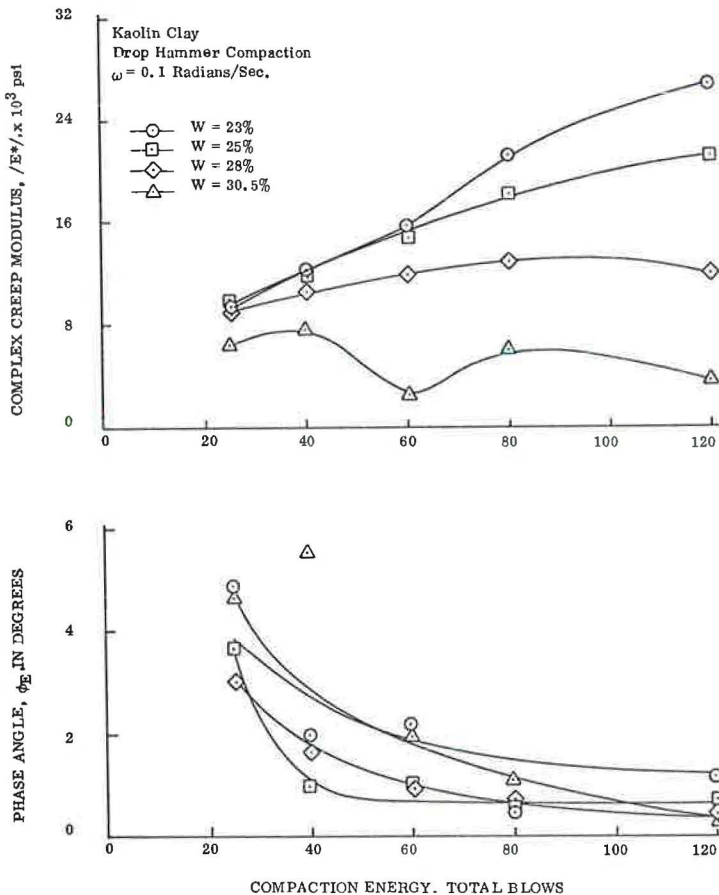 Kaolin Clay
Drop Hammer Compaction
ω = 0.1 Radians/Sec.
W = 23%
W = 25%
W = 28%
W = 30.5%
COMPLEX CREEP MODULUS, /E*/.x 10³ psi
32
24
16
8
0
0 20 40 60 80 100 120
PHASE ANGLE, ϕE IN DEGREES
6
4
2
0
0 20 40 60 80 100 120
COMPACTION ENERGY. TOTAL BLOWS